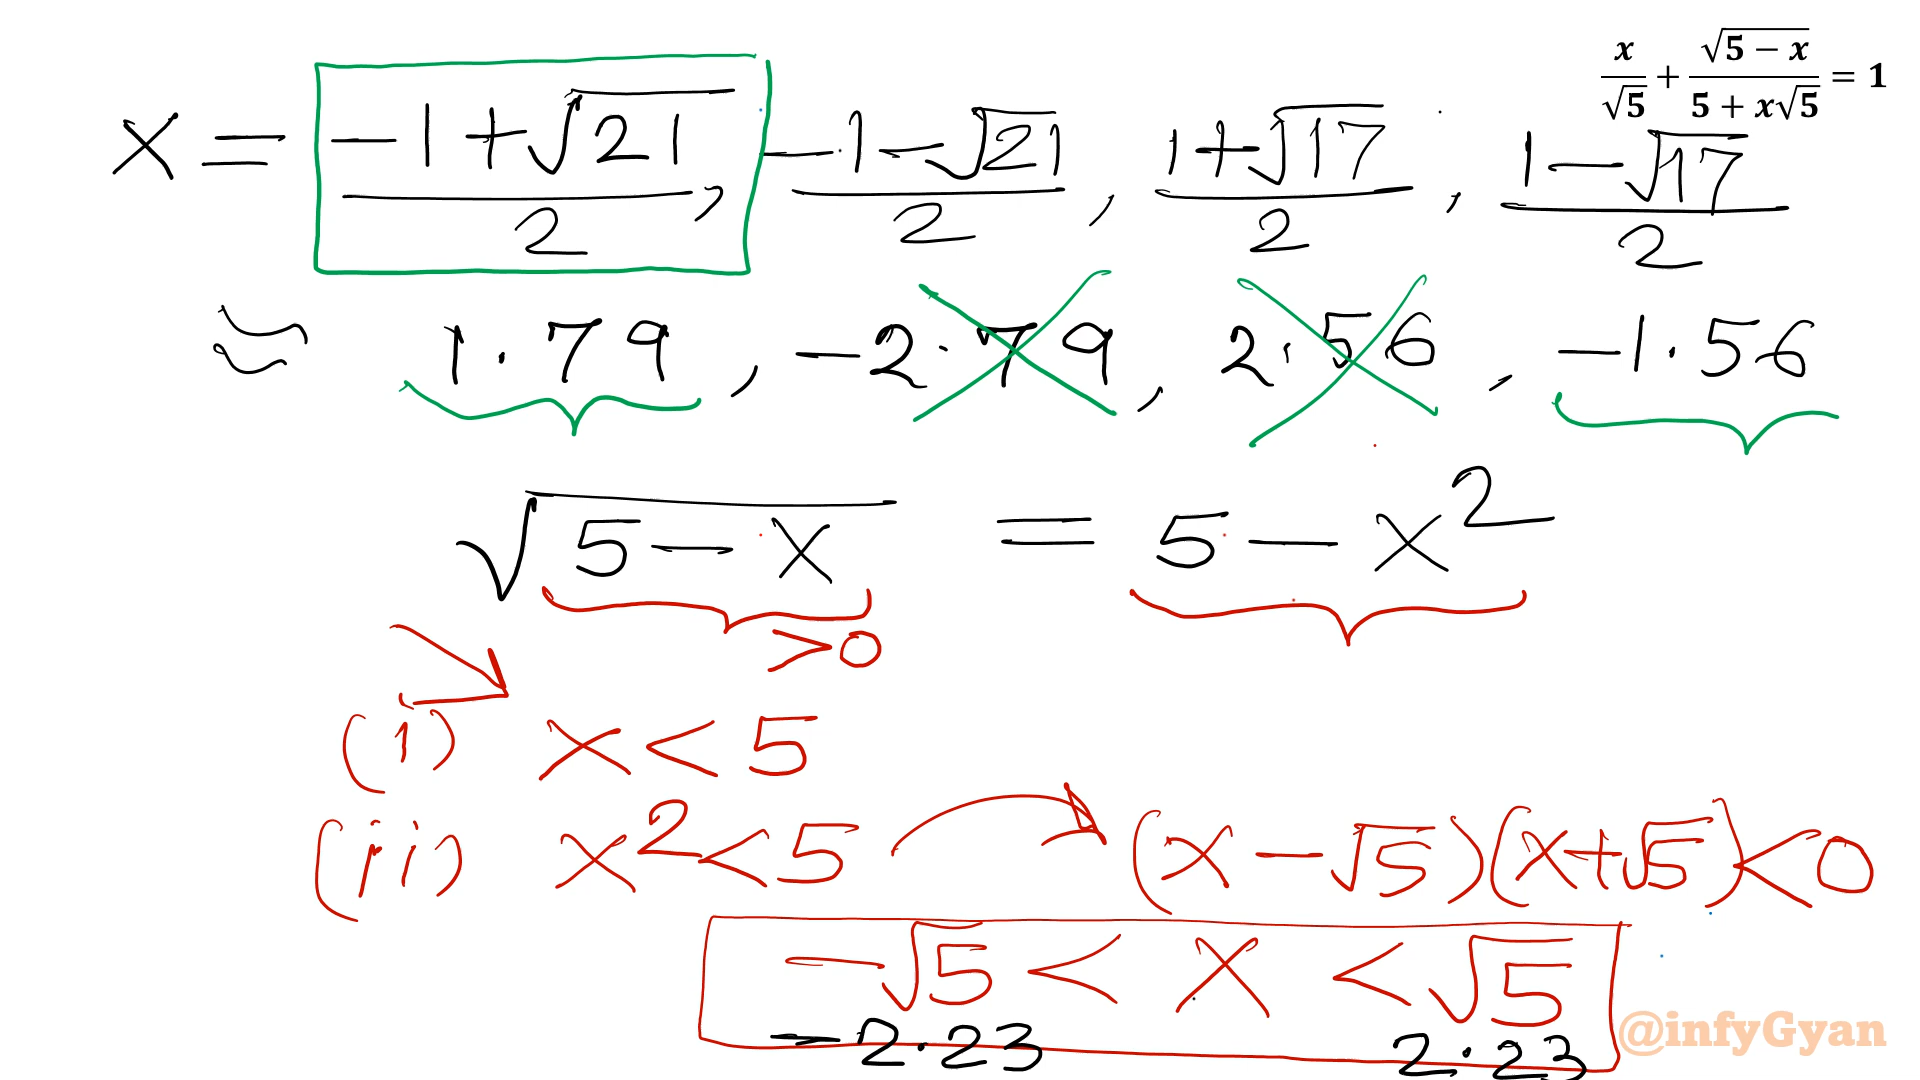 x/√5 + √(5 − x)/(5 + x√5) = 1
x = (−1 + √21)/2, (−1 − √21)/2, (1 + √17)/2, (1 − √17)/2
≈ 1.79, −2.79, 2.56, −1.56
√(5 − x) = 5 − x²
>0
(i) x < 5
(ii) x² < 5 (x − √5)(x + √5) < 0
−√5 < x < √5
−2.23 2.23
@infyGyan